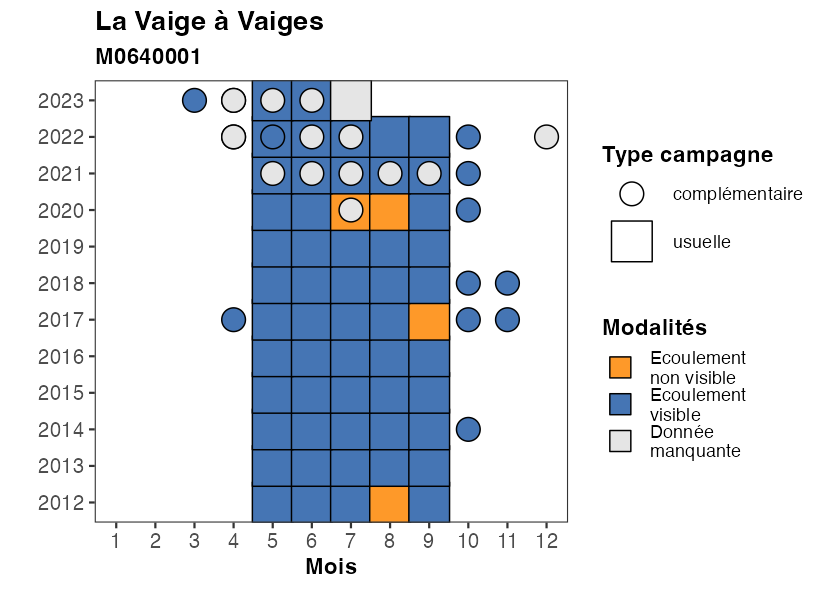 La Vaige à Vaiges
M0640001
2023
2022
2021
2020
2019
2018
2017
2016
2015
2014
2013
2012
1 2 3 4 5 6 7 8 9 10 11 12
Mois
Type campagne
complémentaire
usuelle
Modalités
Ecoulement
non visible
Ecoulement
visible
Donnée
manquante